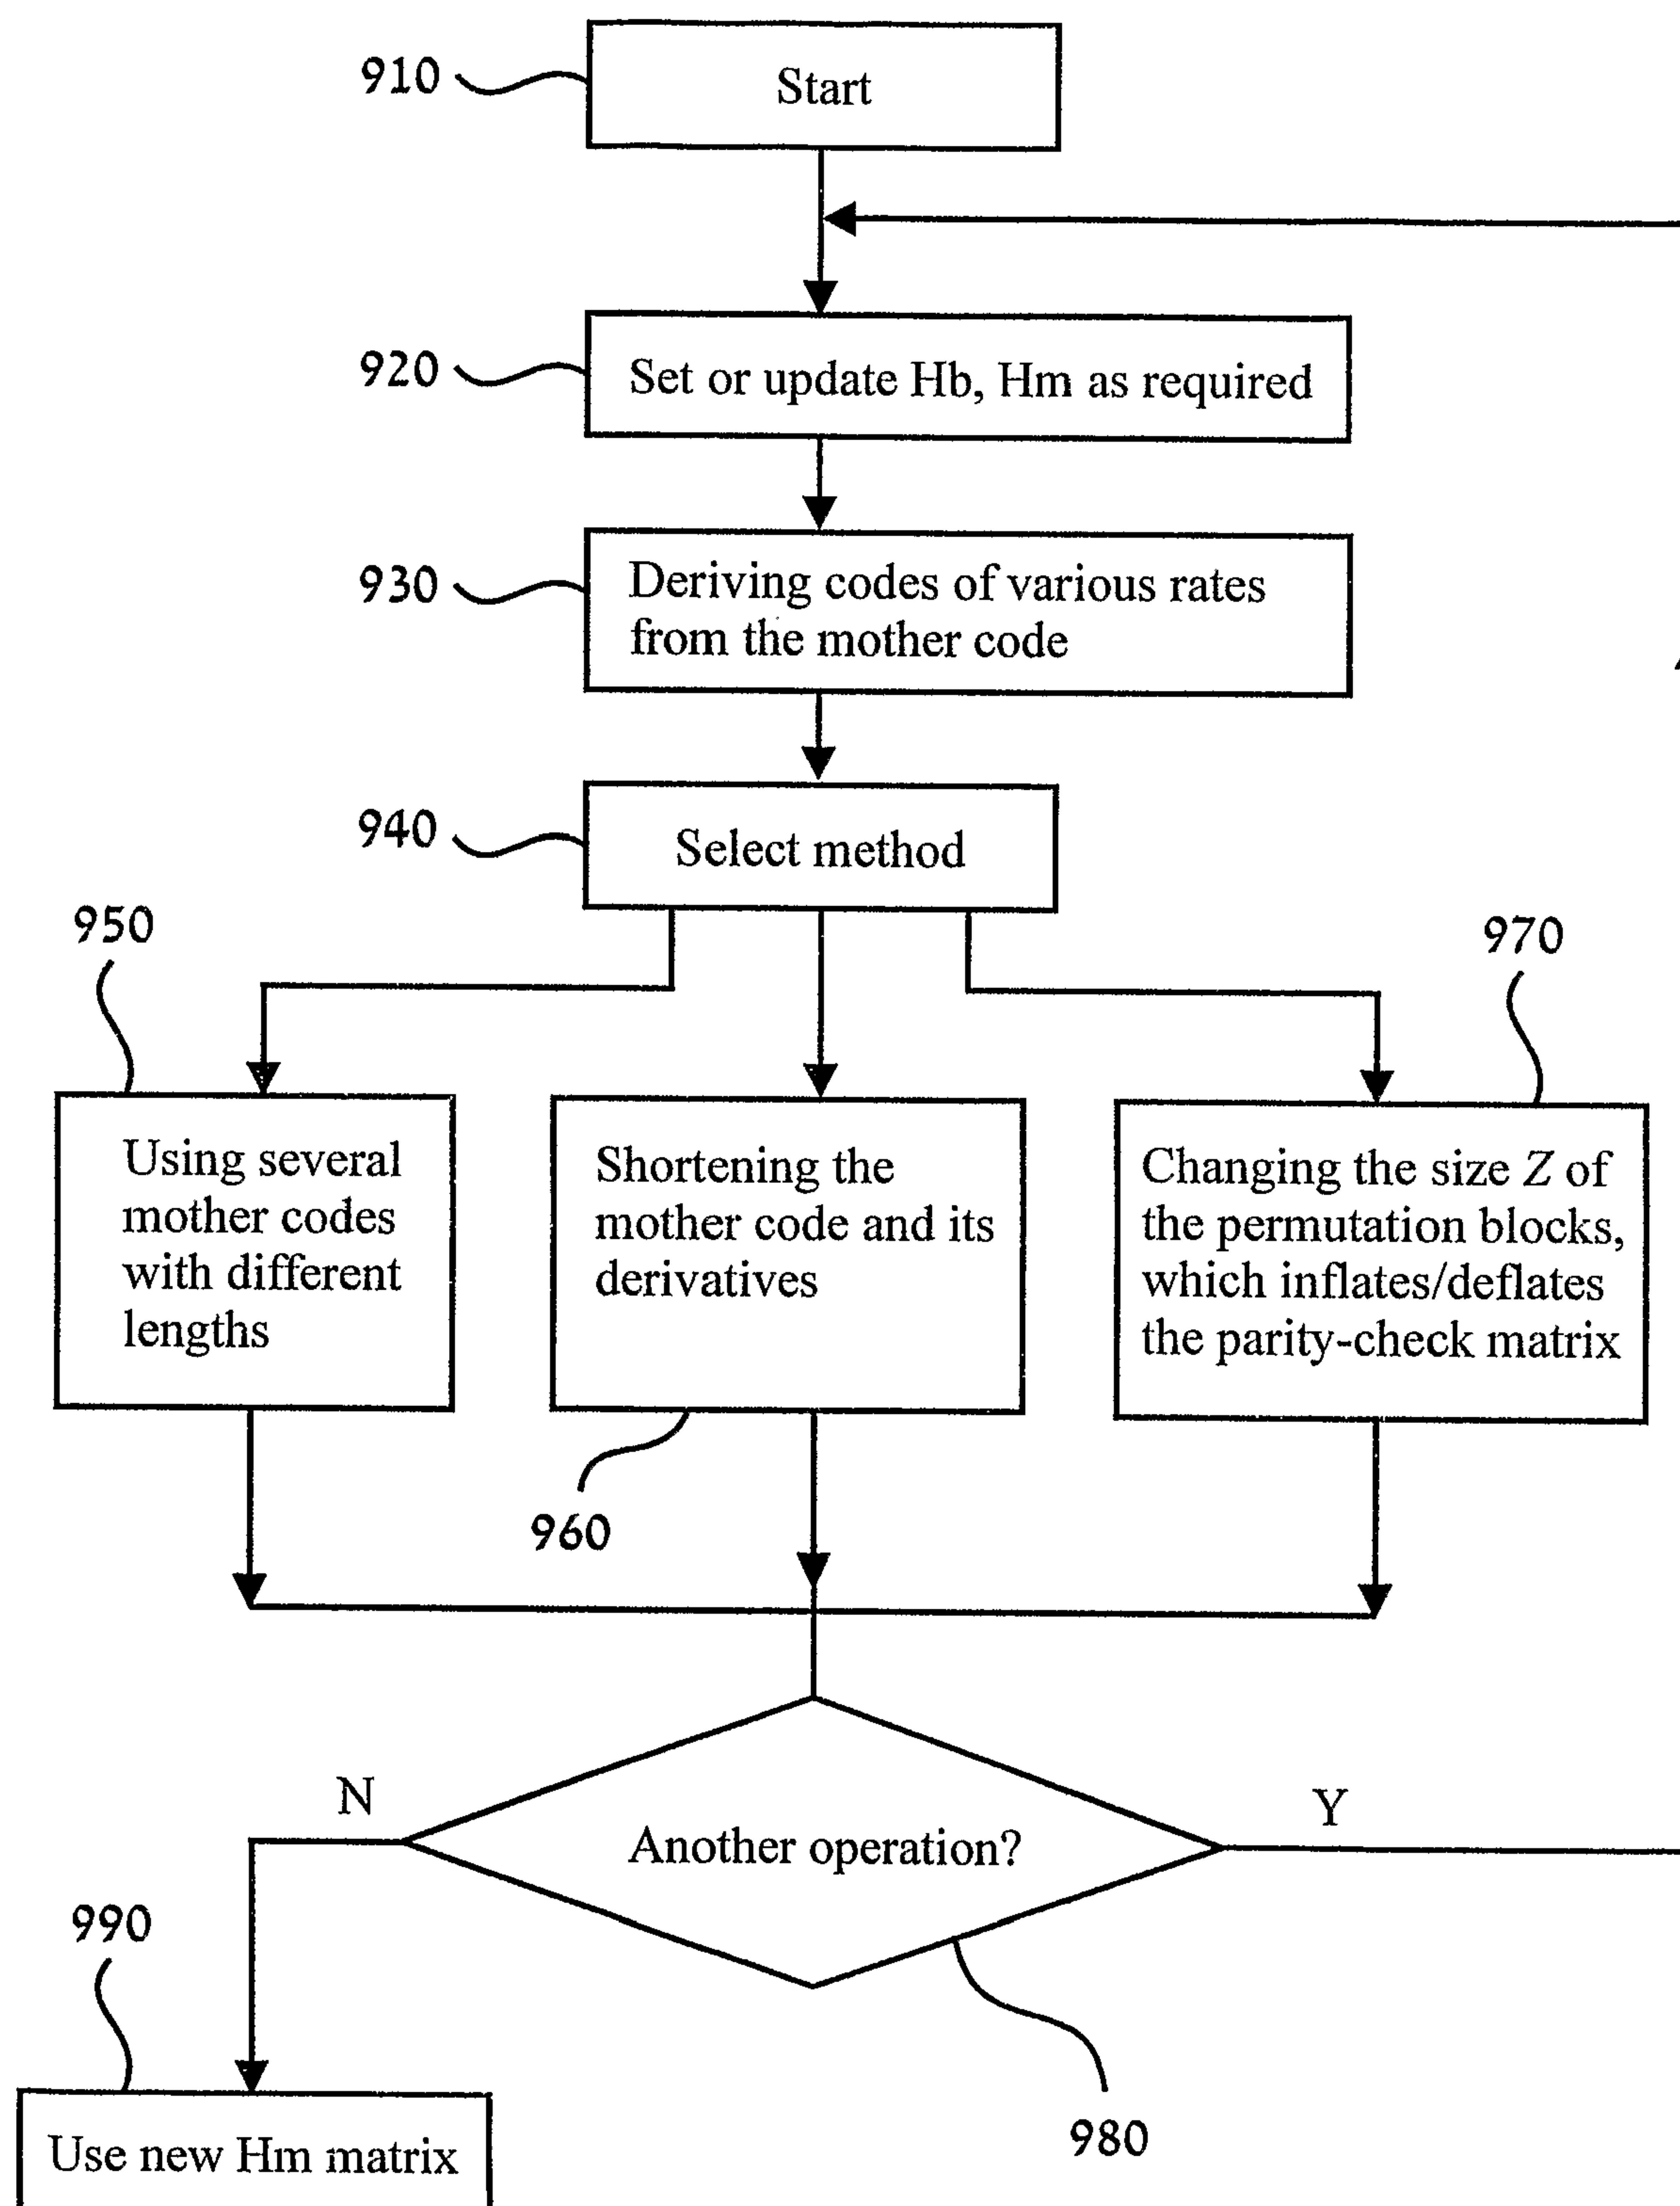 910
Start
920
Set or update Hb, Hm as required
930
Deriving codes of various rates
from the mother code
940
Select method
950
970
Using several
mother codes
with different
lengths
Shortening the
mother code and its
derivatives
Changing the size Z of
the permutation blocks,
which inflates/deflates
the parity-check matrix
960
N
Y
Another operation?
990
980
Use new Hm matrix